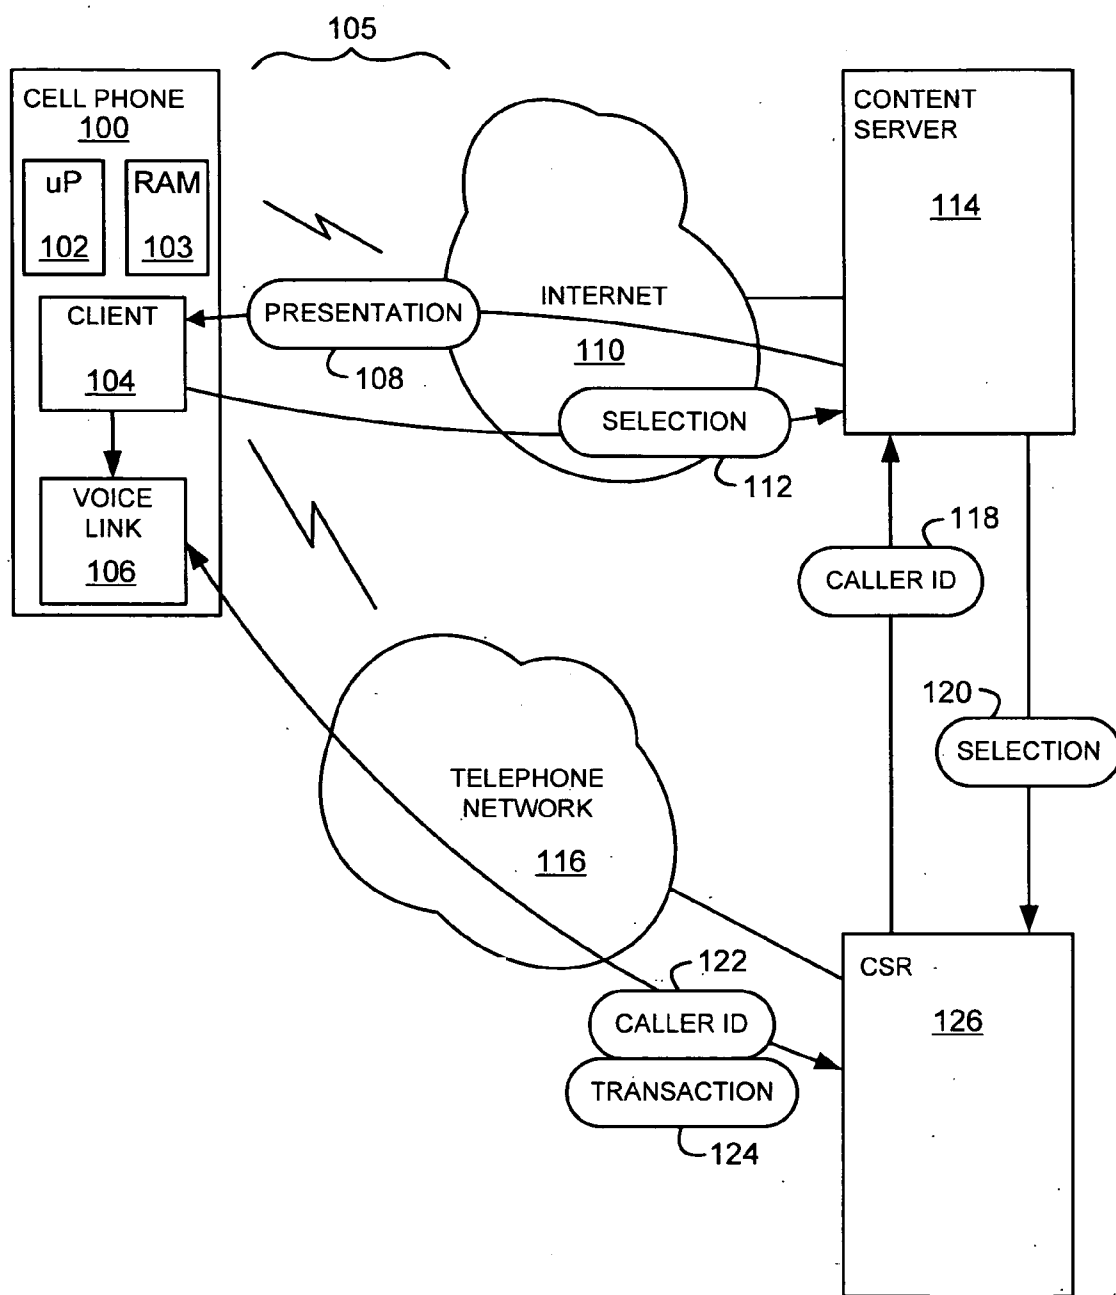 105
CELL PHONE
100
uP
102
RAM
103
CLIENT
104
VOICE
LINK
106
PRESENTATION
108
INTERNET
110
SELECTION
112
CONTENT
SERVER
114
118
CALLER ID
120
SELECTION
TELEPHONE
NETWORK
116
122
CALLER ID
TRANSACTION
124
CSR
126